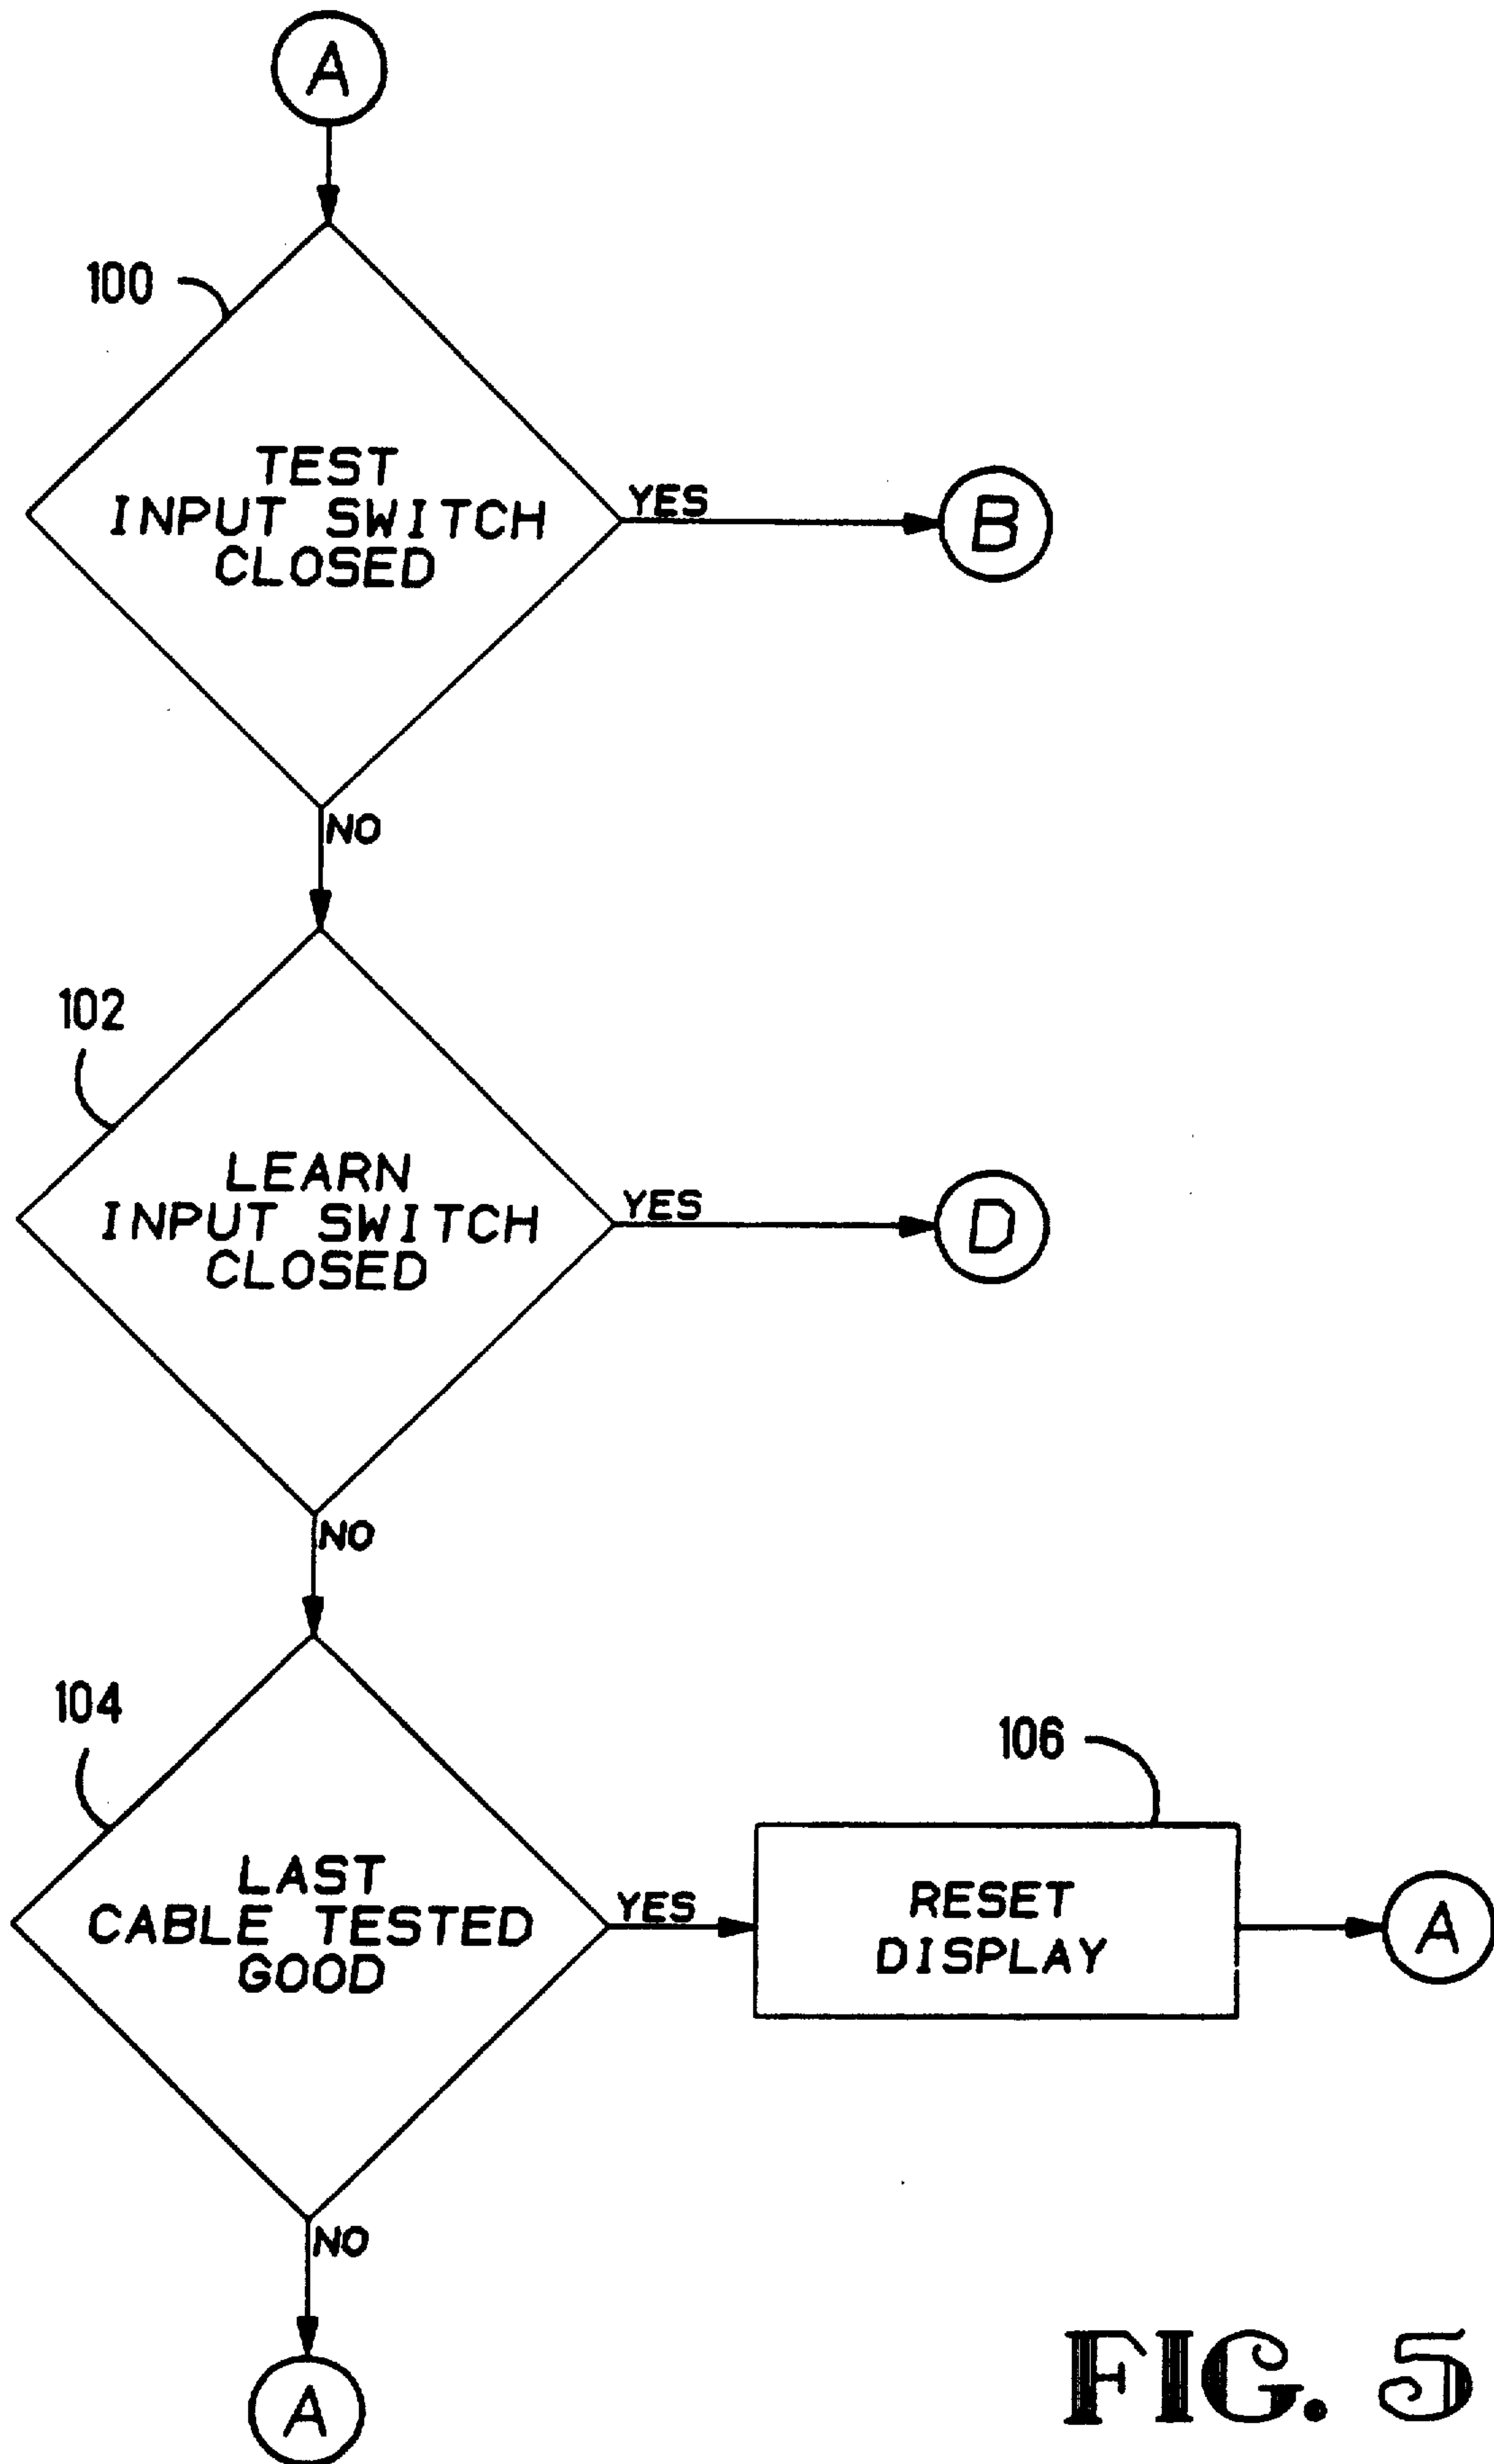 A
100
TEST
INPUT SWITCH
CLOSED
YES
B
NO
102
LEARN
INPUT SWITCH
CLOSED
YES
D
NO
104
LAST
CABLE TESTED
GOOD
YES
106
RESET
DISPLAY
A
NO
A
FIG. 5